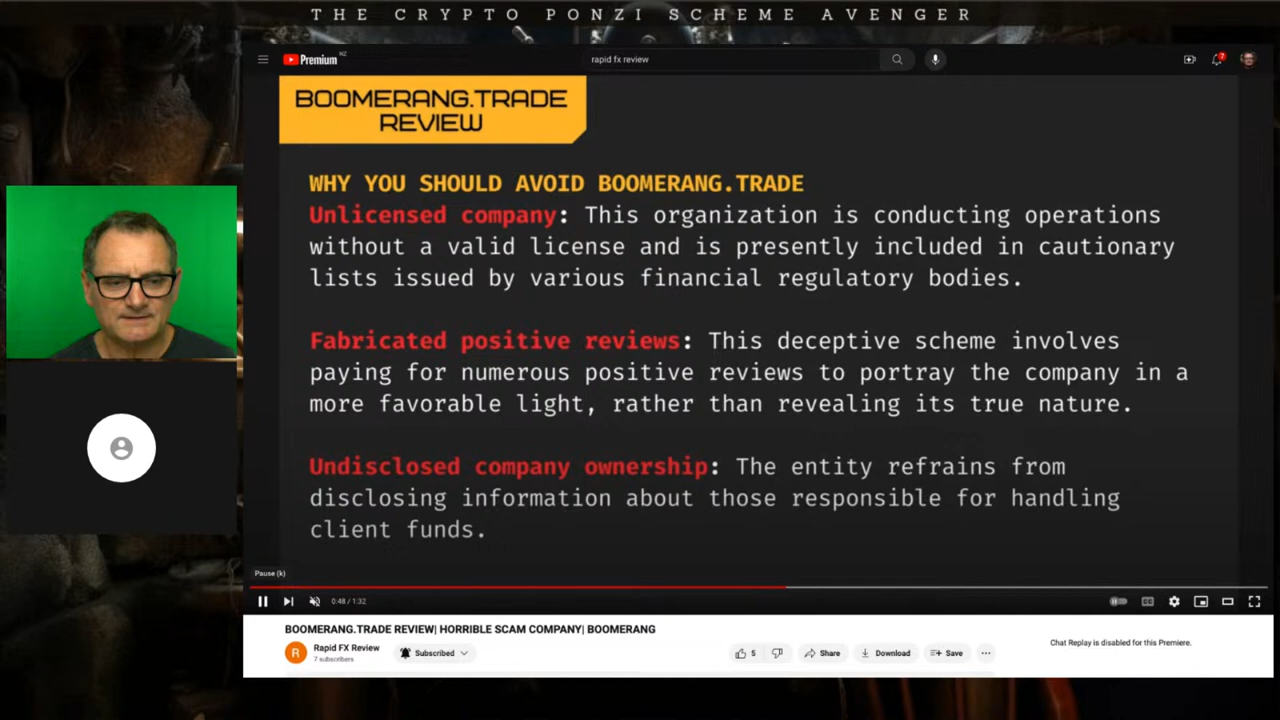 THE CRYPTO PONZI SCHEME AVENGER
Premium
NZ
rapid fx review
7
BOOMERANG.TRADE
REVIEW
WHY YOU SHOULD AVOID BOOMERANG.TRADE
Unlicensed company: This organization is conducting operations
without a valid license and is presently included in cautionary
lists issued by various financial regulatory bodies.
Fabricated positive reviews: This deceptive scheme involves
paying for numerous positive reviews to portray the company in a
more favorable light, rather than revealing its true nature.
Undisclosed company ownership: The entity refrains from
disclosing information about those responsible for handling
client funds.
Pause (k)
0:48 / 1:32
BOOMERANG.TRADE REVIEW| HORRIBLE SCAM COMPANY| BOOMERANG
R
Rapid FX Review
7 subscribers
Subscribed
5
Share
Download
Save
Chat Replay is disabled for this Premiere.